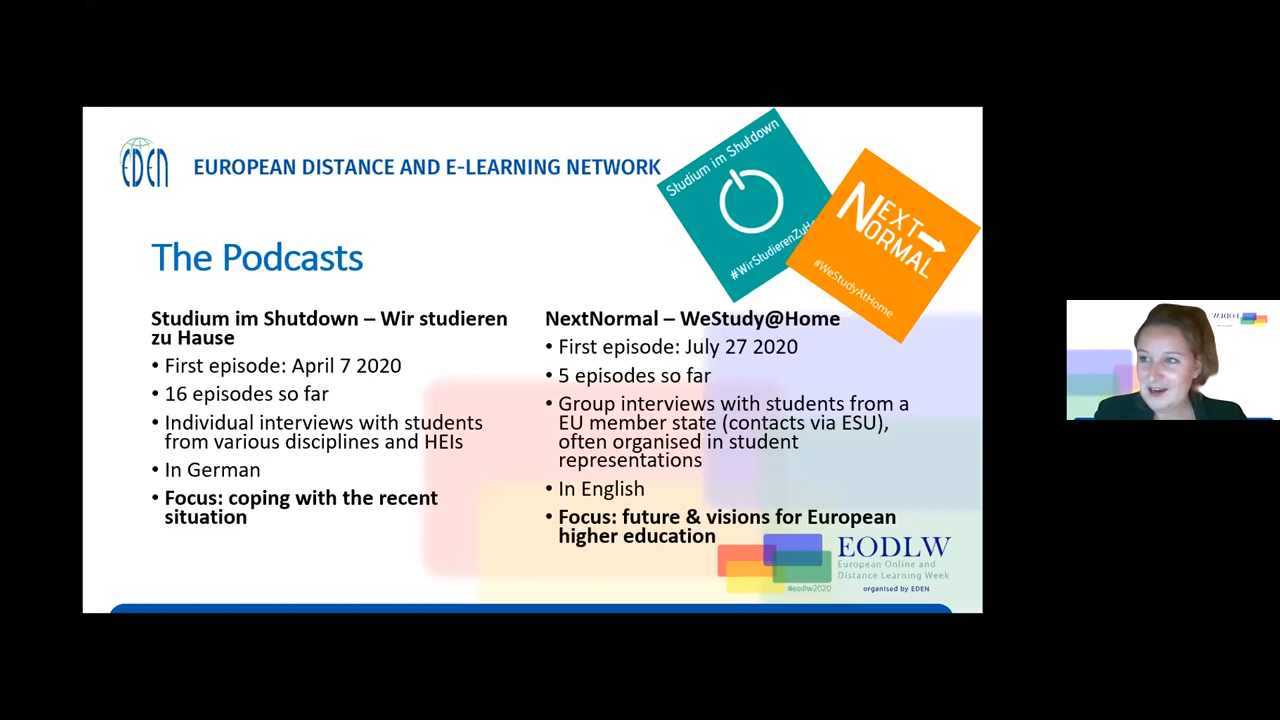 EDEN
EUROPEAN DISTANCE AND E-LEARNING NETWORK
Studium im Shutdown
NEXT
NORMAL
#WeStudyAtHome
The Podcasts
Studium im Shutdown – Wir studieren
zu Hause
• First episode: April 7 2020
• 16 episodes so far
• Individual interviews with students
from various disciplines and HEIs
• In German
• Focus: coping with the recent
situation
NextNormal – WeStudy@Home
• First episode: July 27 2020
• 5 episodes so far
• Group interviews with students from a
EU member state (contacts via ESU),
often organised in student
representations
• In English
• Focus: future & visions for European
higher education
EODLW
European Online and
Distance Learning Week
#eodlw2020
organised by EDEN